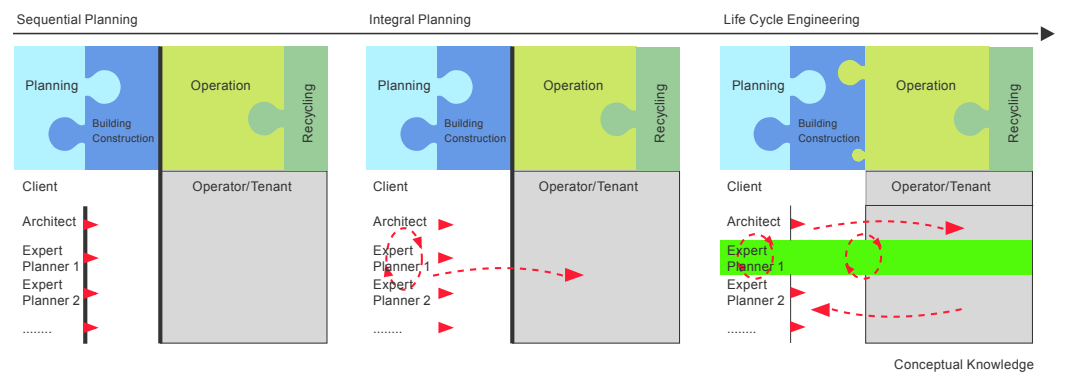 Sequential Planning
Integral Planning
Life Cycle Engineering
Planning
Building
Construction
Operation
Recycling
Planning
Building
Construction
Operation
Recycling
Planning
Building
Construction
Operation
Recycling
Client
Operator/Tenant
Architect
Expert
Planner 1
Expert
Planner 2
........
Client
Operator/Tenant
Architect
Expert
Planner 1
Expert
Planner 2
........
Client
Operator/Tenant
Architect
Expert
Planner 1
Expert
Planner 2
........
Conceptual Knowledge